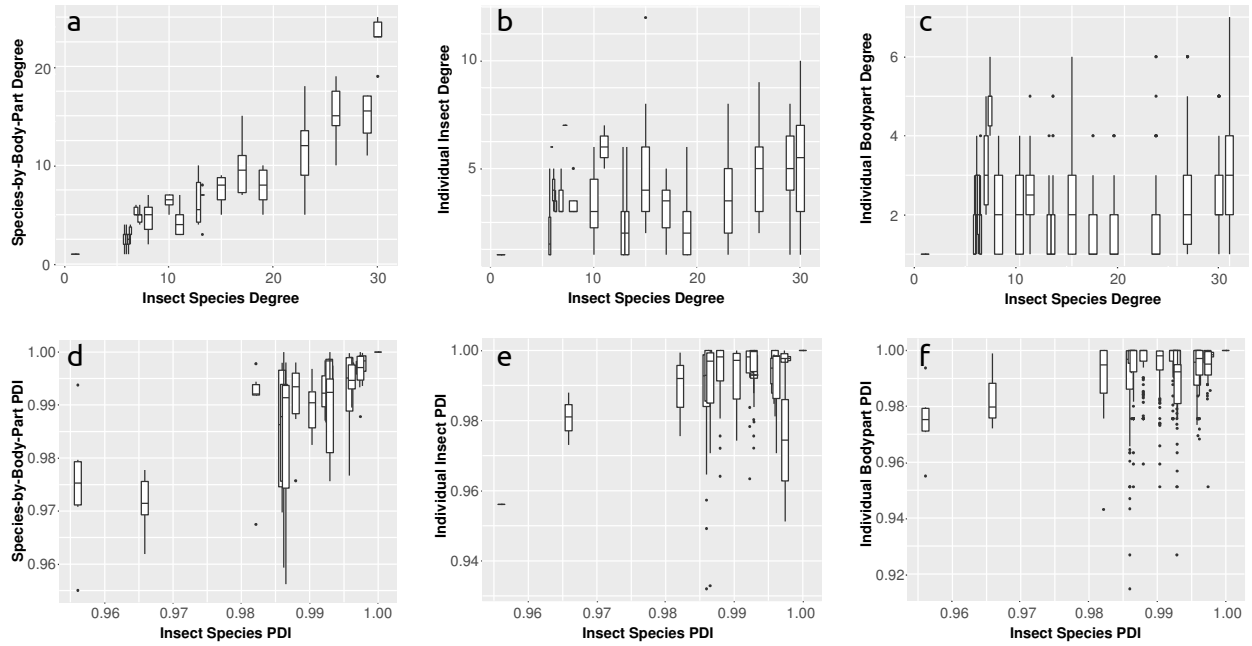 a
Species-by-Body-Part Degree
20
10
0
0 10 20 30
Insect Species Degree
b
Individual Insect Degree
10
5
0 10 20 30
Insect Species Degree
c
Individual Bodypart Degree
6
4
2
0 10 20 30
Insect Species Degree
d
Species-by-Body-Part PDI
1.00
0.99
0.98
0.97
0.96
0.96 0.97 0.98 0.99 1.00
Insect Species PDI
e
Individual Insect PDI
1.00
0.98
0.96
0.94
0.96 0.97 0.98 0.99 1.00
Insect Species PDI
f
Individual Bodypart PDI
1.00
0.98
0.96
0.94
0.92
0.96 0.97 0.98 0.99 1.00
Insect Species PDI